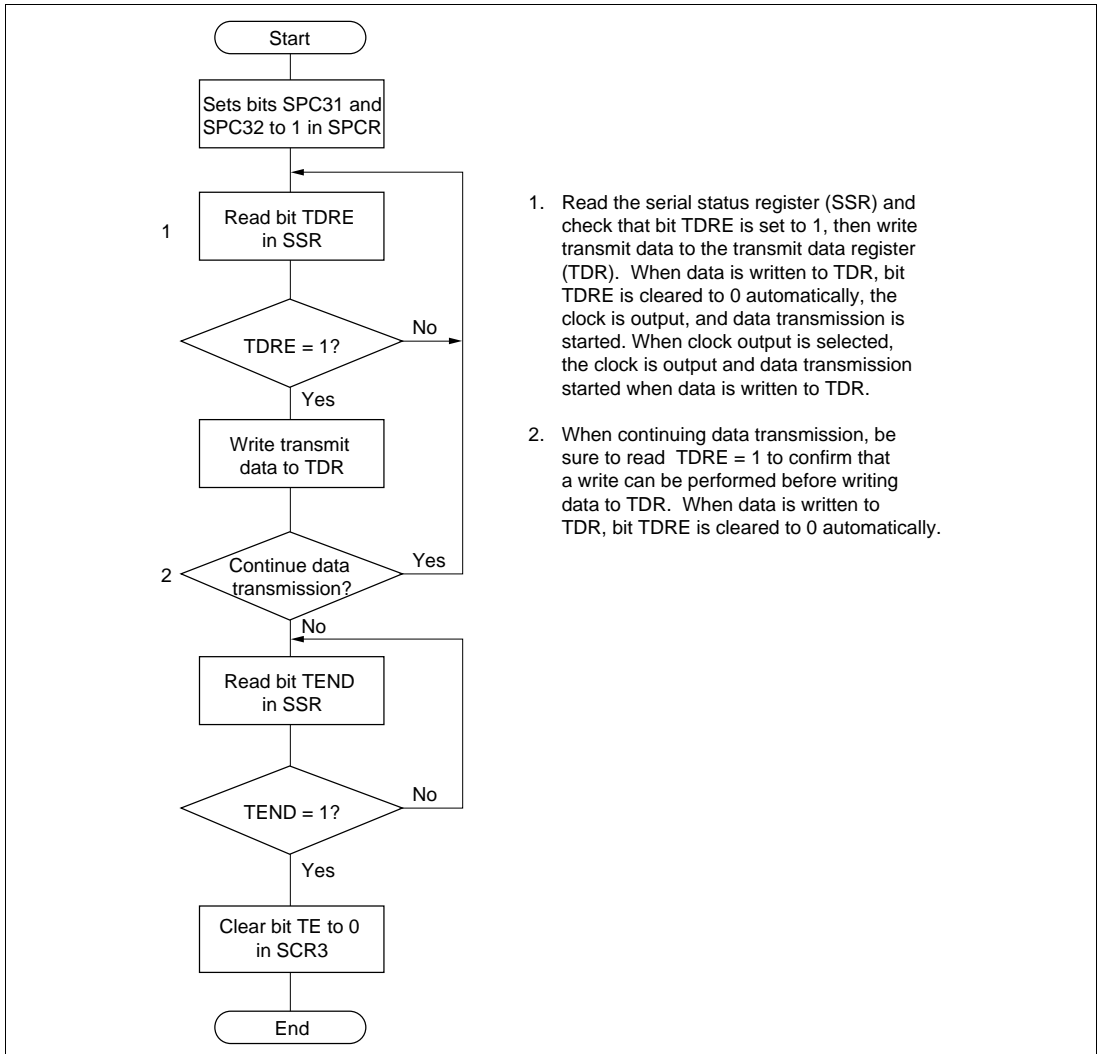 Start
Sets bits SPC31 and
SPC32 to 1 in SPCR
1
Read bit TDRE
in SSR
TDRE = 1?
No
Yes
Write transmit
data to TDR
2
Continue data
transmission?
Yes
No
Read bit TEND
in SSR
TEND = 1?
No
Yes
Clear bit TE to 0
in SCR3
End
1. Read the serial status register (SSR) and
check that bit TDRE is set to 1, then write
transmit data to the transmit data register
(TDR). When data is written to TDR, bit
TDRE is cleared to 0 automatically, the
clock is output, and data transmission is
started. When clock output is selected,
the clock is output and data transmission
started when data is written to TDR.
2. When continuing data transmission, be
sure to read TDRE = 1 to confirm that
a write can be performed before writing
data to TDR. When data is written to
TDR, bit TDRE is cleared to 0 automatically.